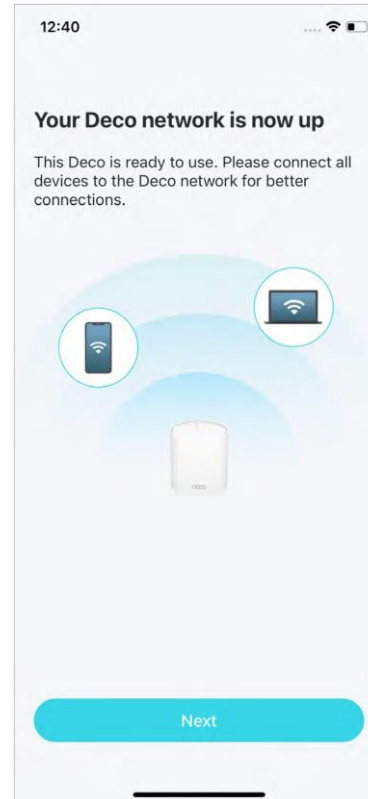 12:40
Your Deco network is now up
This Deco is ready to use. Please connect all
devices to the Deco network for better
connections.
deco
Next